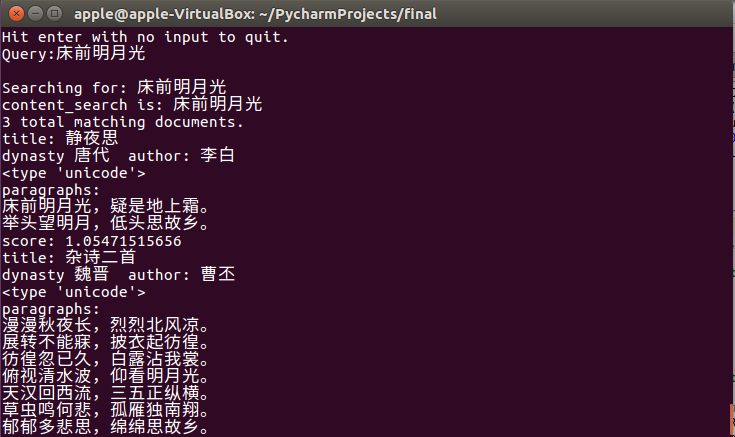 apple@apple-VirtualBox: ~/PycharmProjects/final
Hit enter with no input to quit.
Query:床前明月光
Searching for: 床前明月光
content_search is: 床前明月光
3 total matching documents.
title: 静夜思
dynasty 唐代  author: 李白
<type 'unicode'>
paragraphs:
床前明月光，疑是地上霜。
举头望明月，低头思故乡。
score: 1.05471515656
title: 杂诗二首
dynasty 魏晋  author: 曹丕
<type 'unicode'>
paragraphs:
漫漫秋夜长，烈烈北风凉。
展转不能寐，披衣起彷徨。
彷徨忽已久，白露沾我裳。
俯视清水波，仰看明月光。
天汉回西流，三五正纵横。
草虫鸣何悲，孤雁独南翔。
郁郁多悲思，绵绵思故乡。